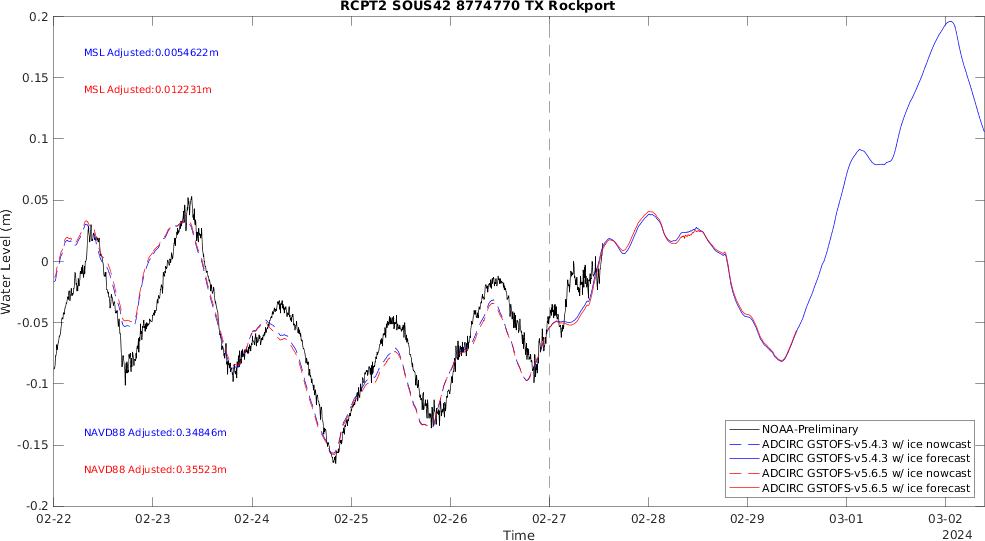 RCPT2 SOUS42 8774770 TX Rockport
0.2
0.15
0.1
0.05
0
-0.05
-0.1
-0.15
-0.2
Water Level (m)
MSL Adjusted:0.0054622m
MSL Adjusted:0.012231m
NAVD88 Adjusted:0.34846m
NAVD88 Adjusted:0.35523m
NOAA-Preliminary
ADCIRC GSTOFS-v5.4.3 w/ ice nowcast
ADCIRC GSTOFS-v5.4.3 w/ ice forecast
ADCIRC GSTOFS-v5.6.5 w/ ice nowcast
ADCIRC GSTOFS-v5.6.5 w/ ice forecast
02-22 02-23 02-24 02-25 02-26 02-27 02-28 02-29 03-01 03-02
Time
2024